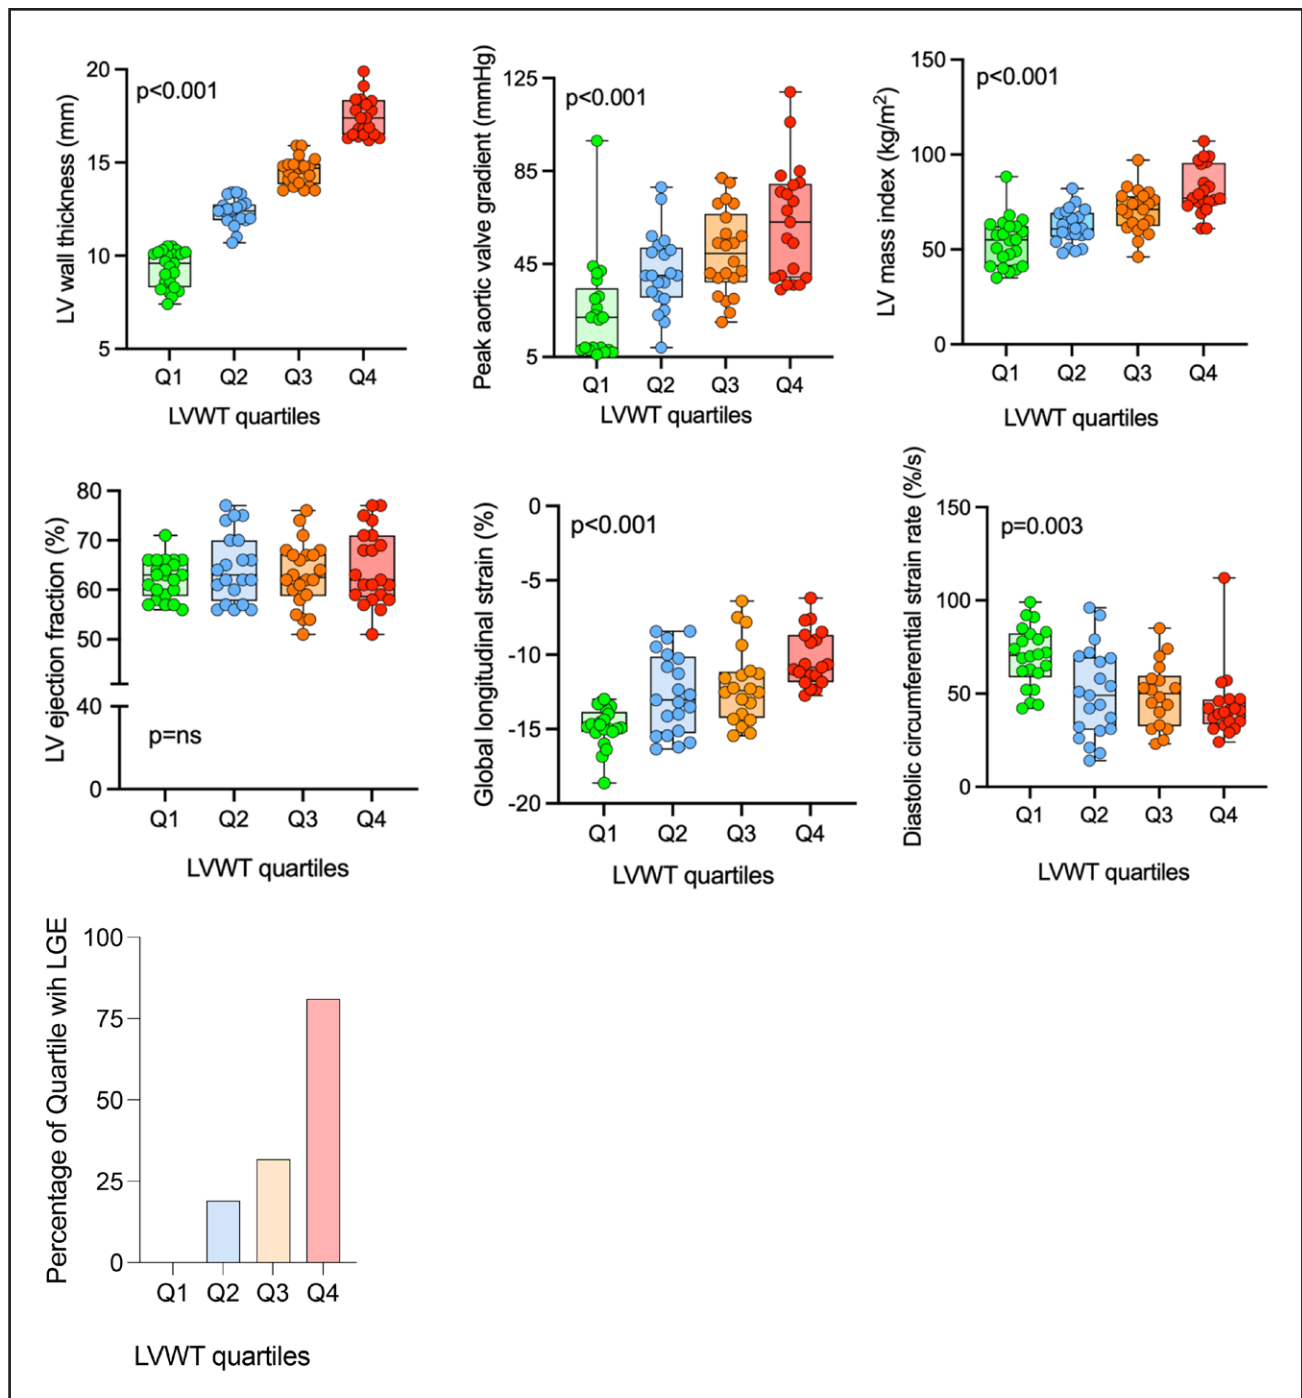 LV wall thickness (mm)
20
15
10
5
p<0.001
Q1 Q2 Q3 Q4
LVWT quartiles
Peak aortic valve gradient (mmHg)
125
85
45
5
p<0.001
Q1 Q2 Q3 Q4
LVWT quartiles
LV mass index (kg/m²)
150
100
50
0
p<0.001
Q1 Q2 Q3 Q4
LVWT quartiles
LV ejection fraction (%)
80
70
60
50
40
0
p=ns
Q1 Q2 Q3 Q4
LVWT quartiles
Global longitudinal strain (%)
0
-5
-10
-15
-20
p<0.001
Q1 Q2 Q3 Q4
LVWT quartiles
Diastolic circumferential strain rate (%/s)
150
100
50
0
p=0.003
Q1 Q2 Q3 Q4
LVWT quartiles
Percentage of Quartile wih LGE
100
75
50
25
0
Q1 Q2 Q3 Q4
LVWT quartiles